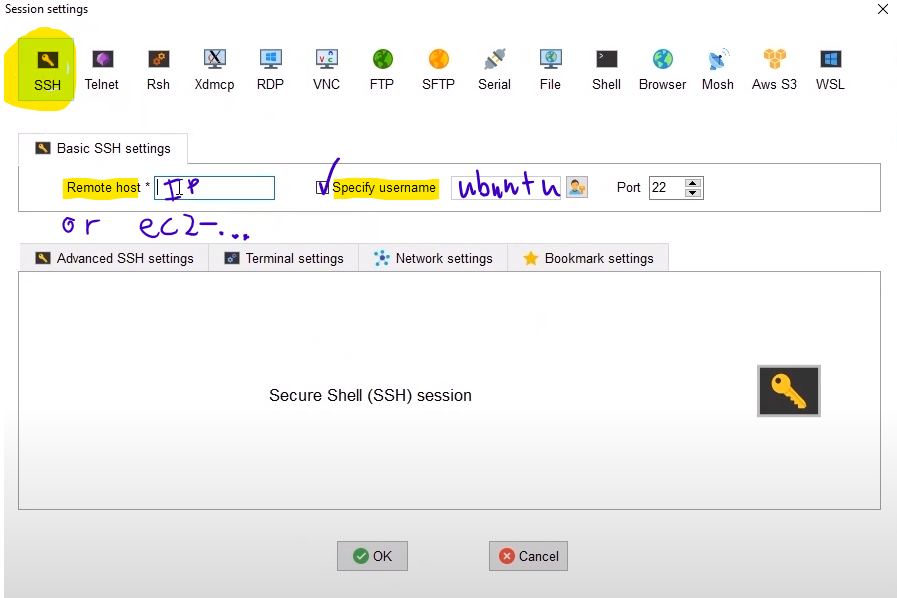 Session settings
SSH Telnet Rsh Xdmcp RDP VNC FTP SFTP Serial File Shell Browser Mosh Aws S3 WSL
Basic SSH settings
Remote host * IP Specify username ubuntu Port 22
or ec2-...
Advanced SSH settings Terminal settings Network settings Bookmark settings
Secure Shell (SSH) session
OK Cancel